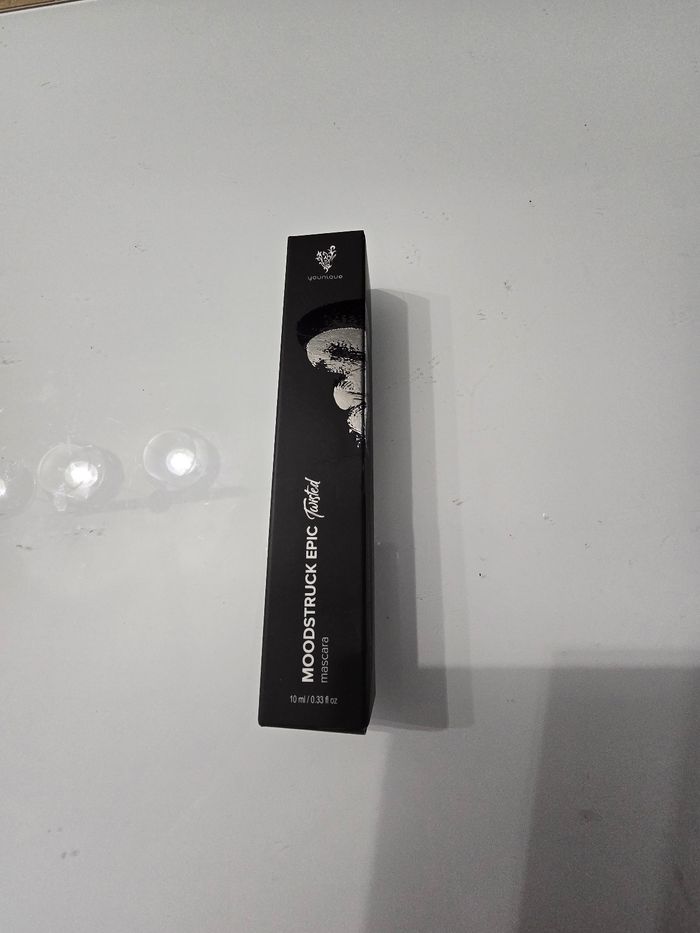 younique
MOODSTRUCK EPIC Twisted
mascara
10 ml / 0.33 fl oz